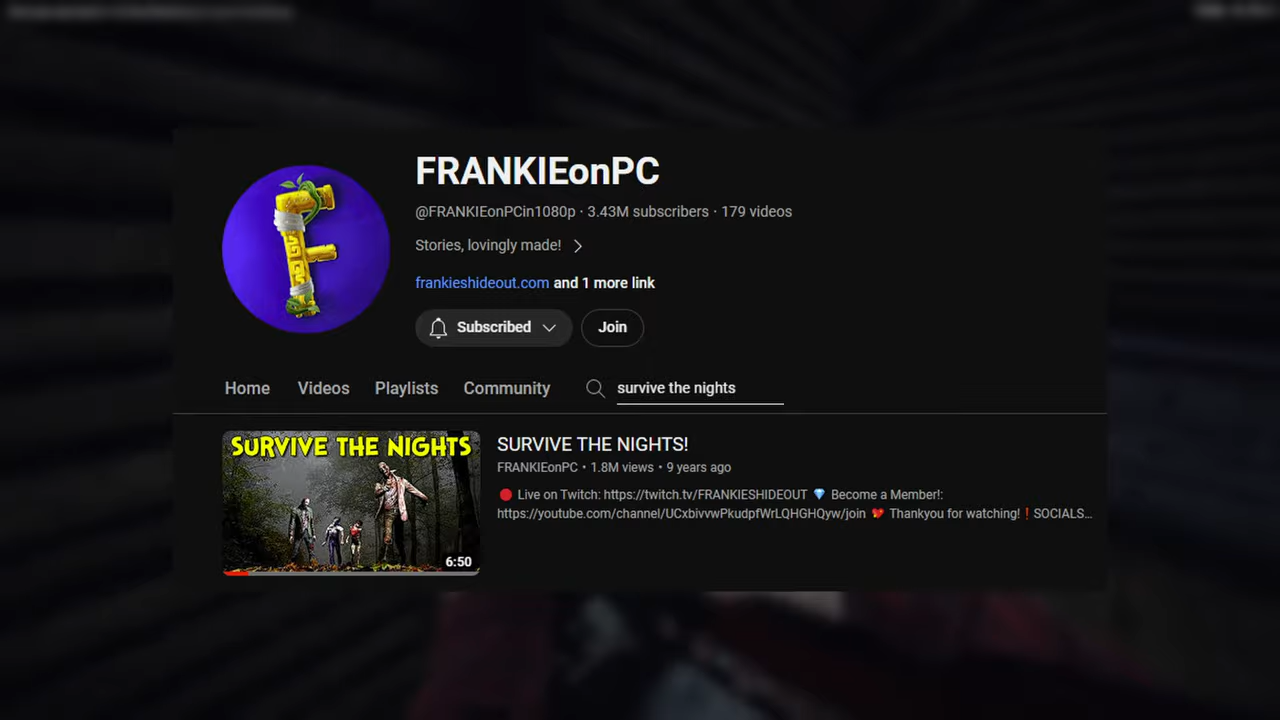 FRANKIEonPC
@FRANKIEonPCin1080p · 3.43M subscribers · 179 videos
Stories, lovingly made!
frankieshideout.com and 1 more link
Subscribed Join
Home Videos Playlists Community survive the nights
SURVIVE THE NIGHTS
6:50
SURVIVE THE NIGHTS!
FRANKIEonPC • 1.8M views • 9 years ago
🔴 Live on Twitch: https://twitch.tv/FRANKIESHIDEOUT 💎 Become a Member!:
https://youtube.com/channel/UCxbivvwPkudpfWrLQHGHQyw/join 💖 Thankyou for watching! ❗ SOCIALS...